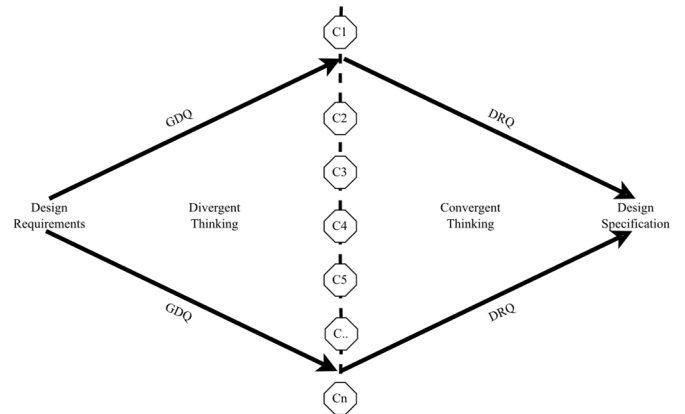 C1
GDQ
DRQ
C2
C3
Design
Requirements
Divergent
Thinking
C4
Convergent
Thinking
Design
Specification
C5
GDQ
DRQ
C..
Cn